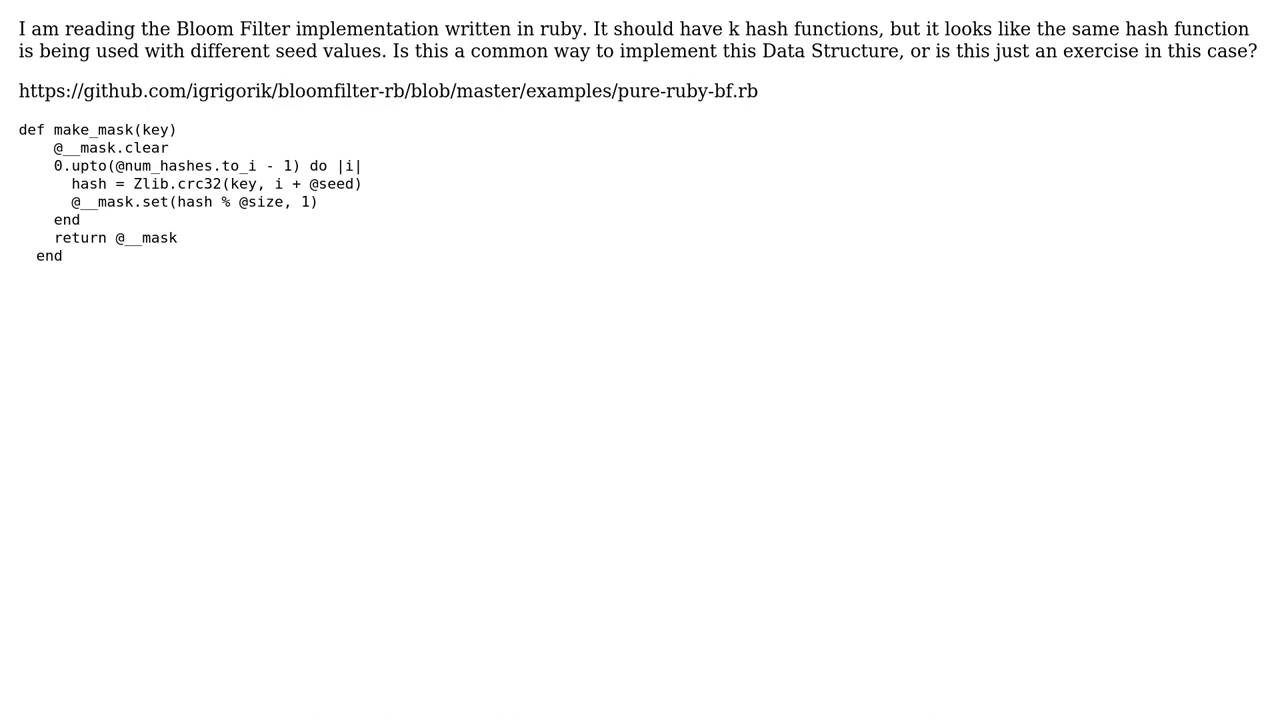 I am reading the Bloom Filter implementation written in ruby. It should have k hash functions, but it looks like the same hash function
is being used with different seed values. Is this a common way to implement this Data Structure, or is this just an exercise in this case?
https://github.com/igrigorik/bloomfilter-rb/blob/master/examples/pure-ruby-bf.rb
def make_mask(key)
    @__mask.clear
    0.upto(@num_hashes.to_i - 1) do |i|
      hash = Zlib.crc32(key, i + @seed)
      @__mask.set(hash % @size, 1)
    end
    return @__mask
  end